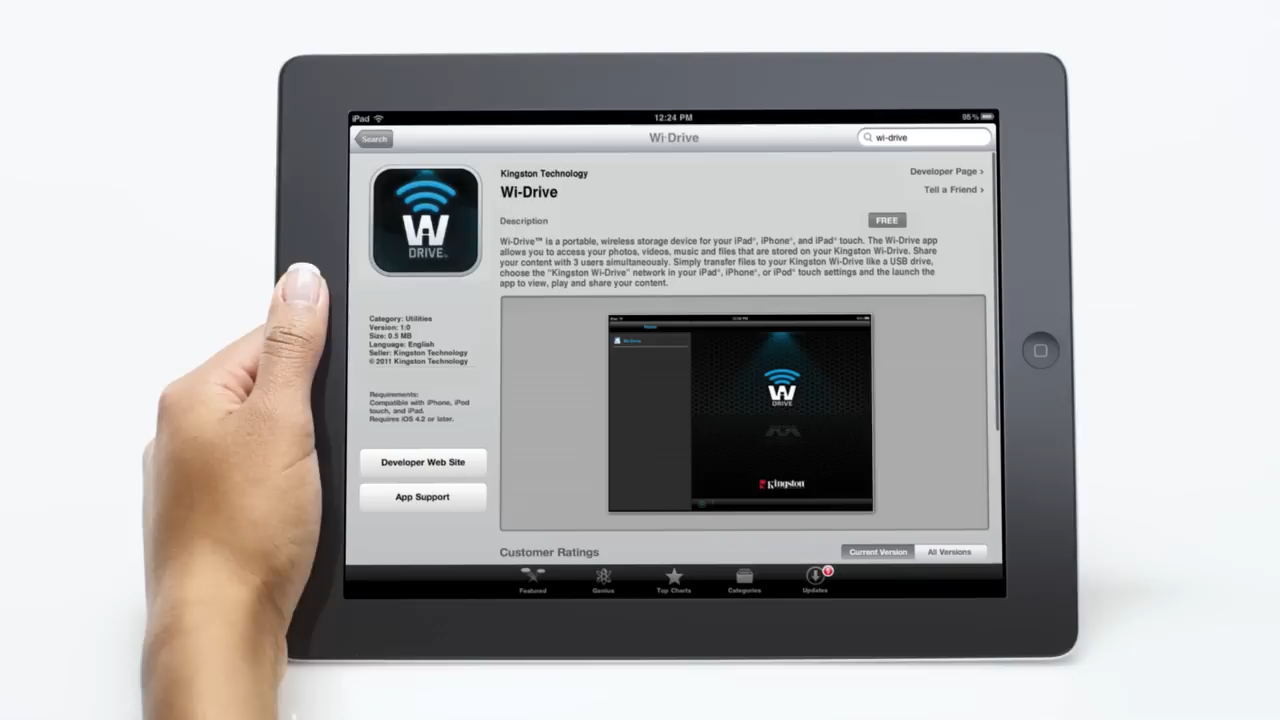 iPad
12:24 PM
95 %
Search
Wi-Drive
wi-drive
WI
DRIVE
Kingston Technology
Wi-Drive
Developer Page ›
Tell a Friend ›
Description
FREE
Wi-Drive™ is a portable, wireless storage device for your iPad®, iPhone®, and iPad® touch. The Wi-Drive app
allows you to access your photos, videos, music and files that are stored on your Kingston Wi-Drive. Share
your content with 3 users simultaneously. Simply transfer files to your Kingston Wi-Drive like a USB drive,
choose the “Kingston Wi-Drive” network in your iPad®, iPhone®, or iPod® touch settings and the launch the
app to view, play and share your content.
Category: Utilities
Version: 1:0
Size: 0.5 MB
Language: English
Seller: Kingston Technology
© 2011 Kingston Technology
Requirements:
Compatible with iPhone, iPod
touch, and iPad.
Requires iOS 4.2 or later.
Developer Web Site
App Support
Wi-Drive
WI
DRIVE
Kingston
Customer Ratings
Current Version
All Versions
Featured
Genius
Top Charts
Categories
Updates